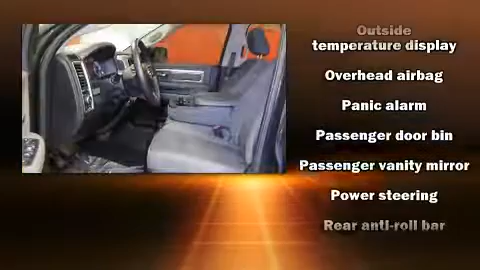 Outside
temperature display
Overhead airbag
Panic alarm
Passenger door bin
Passenger vanity mirror
Power steering
Rear anti-roll bar